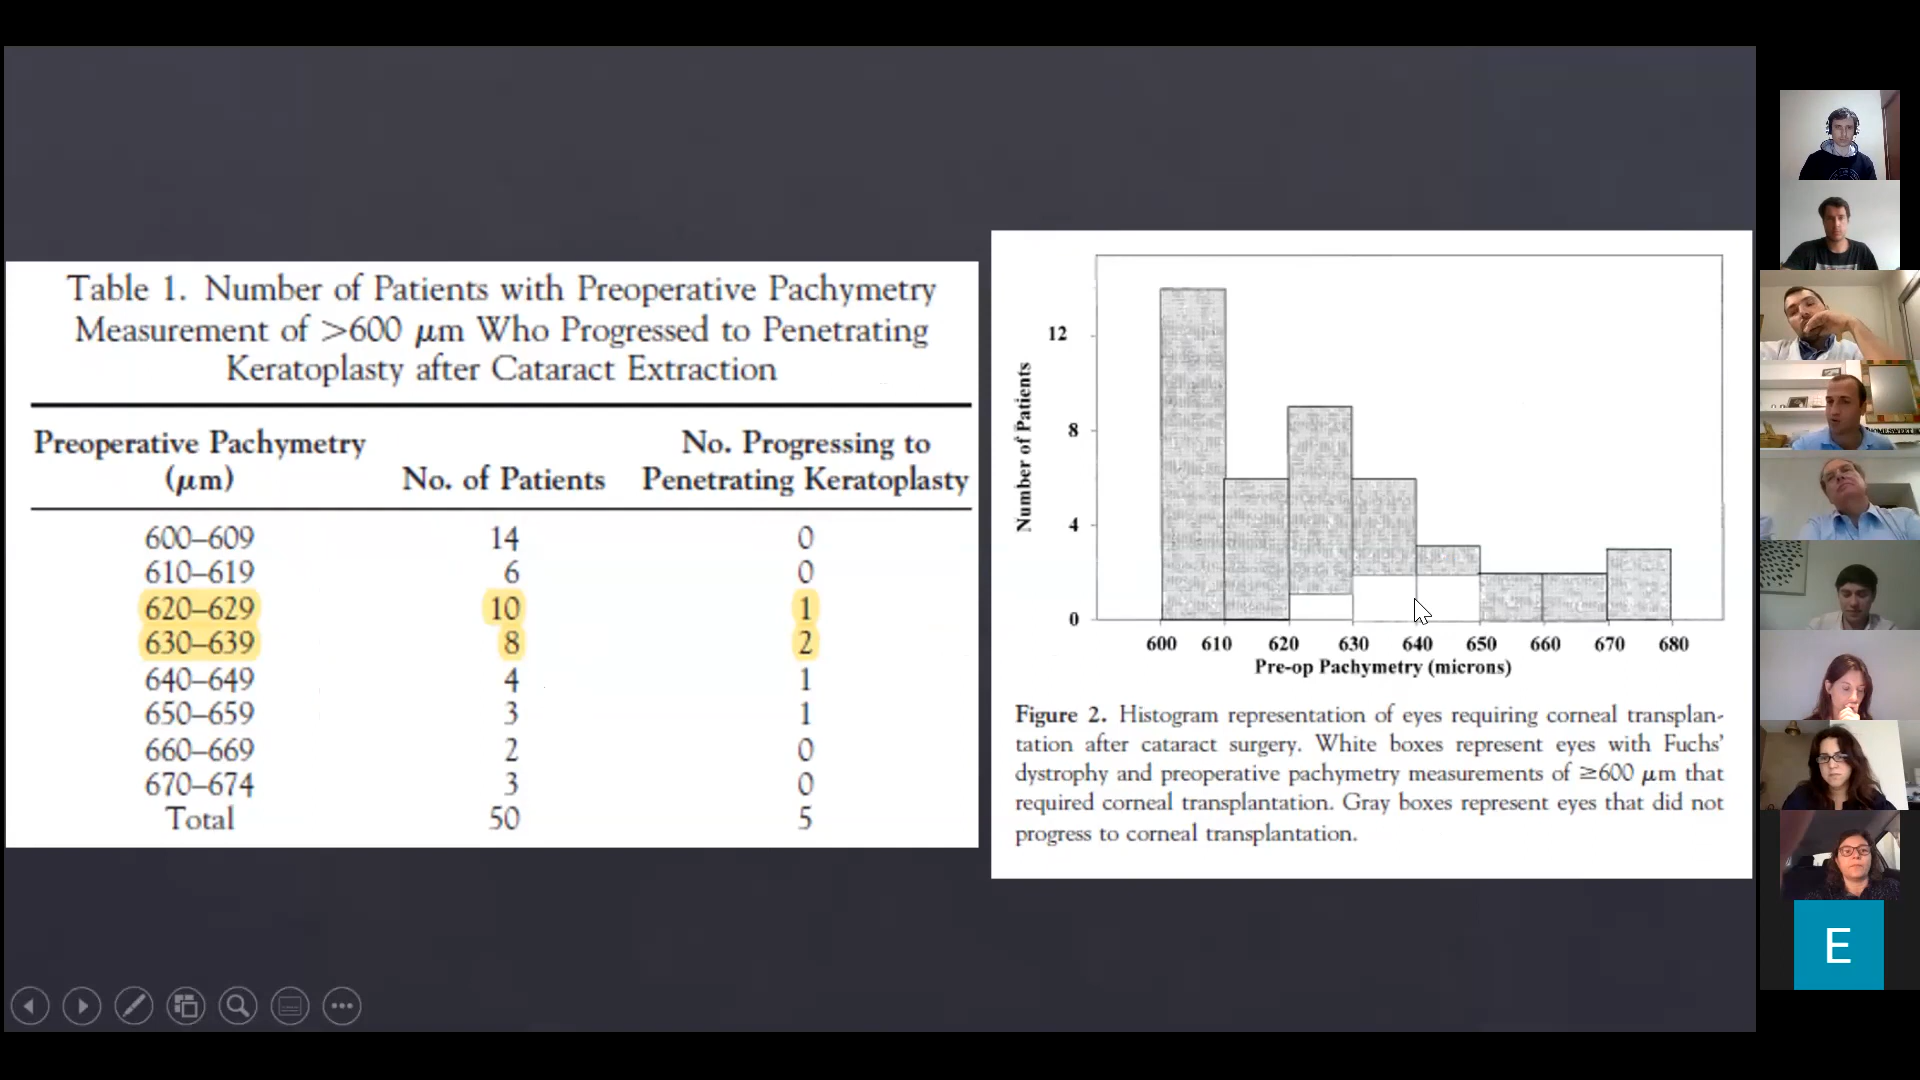 Table 1. Number of Patients with Preoperative Pachymetry
Measurement of >600 μm Who Progressed to Penetrating
Keratoplasty after Cataract Extraction
Preoperative Pachymetry
(μm)
No. of Patients
No. Progressing to
Penetrating Keratoplasty
600–609 14 0
610–619 6 0
620–629 10 1
630–639 8 2
640–649 4 1
650–659 3 1
660–669 2 0
670–674 3 0
Total 50 5
Number of Patients
12
8
4
0
600 610 620 630 640 650 660 670 680
Pre-op Pachymetry (microns)
Figure 2. Histogram representation of eyes requiring corneal transplan-
tation after cataract surgery. White boxes represent eyes with Fuchs'
dystrophy and preoperative pachymetry measurements of ≥600 μm that
required corneal transplantation. Gray boxes represent eyes that did not
progress to corneal transplantation.
E